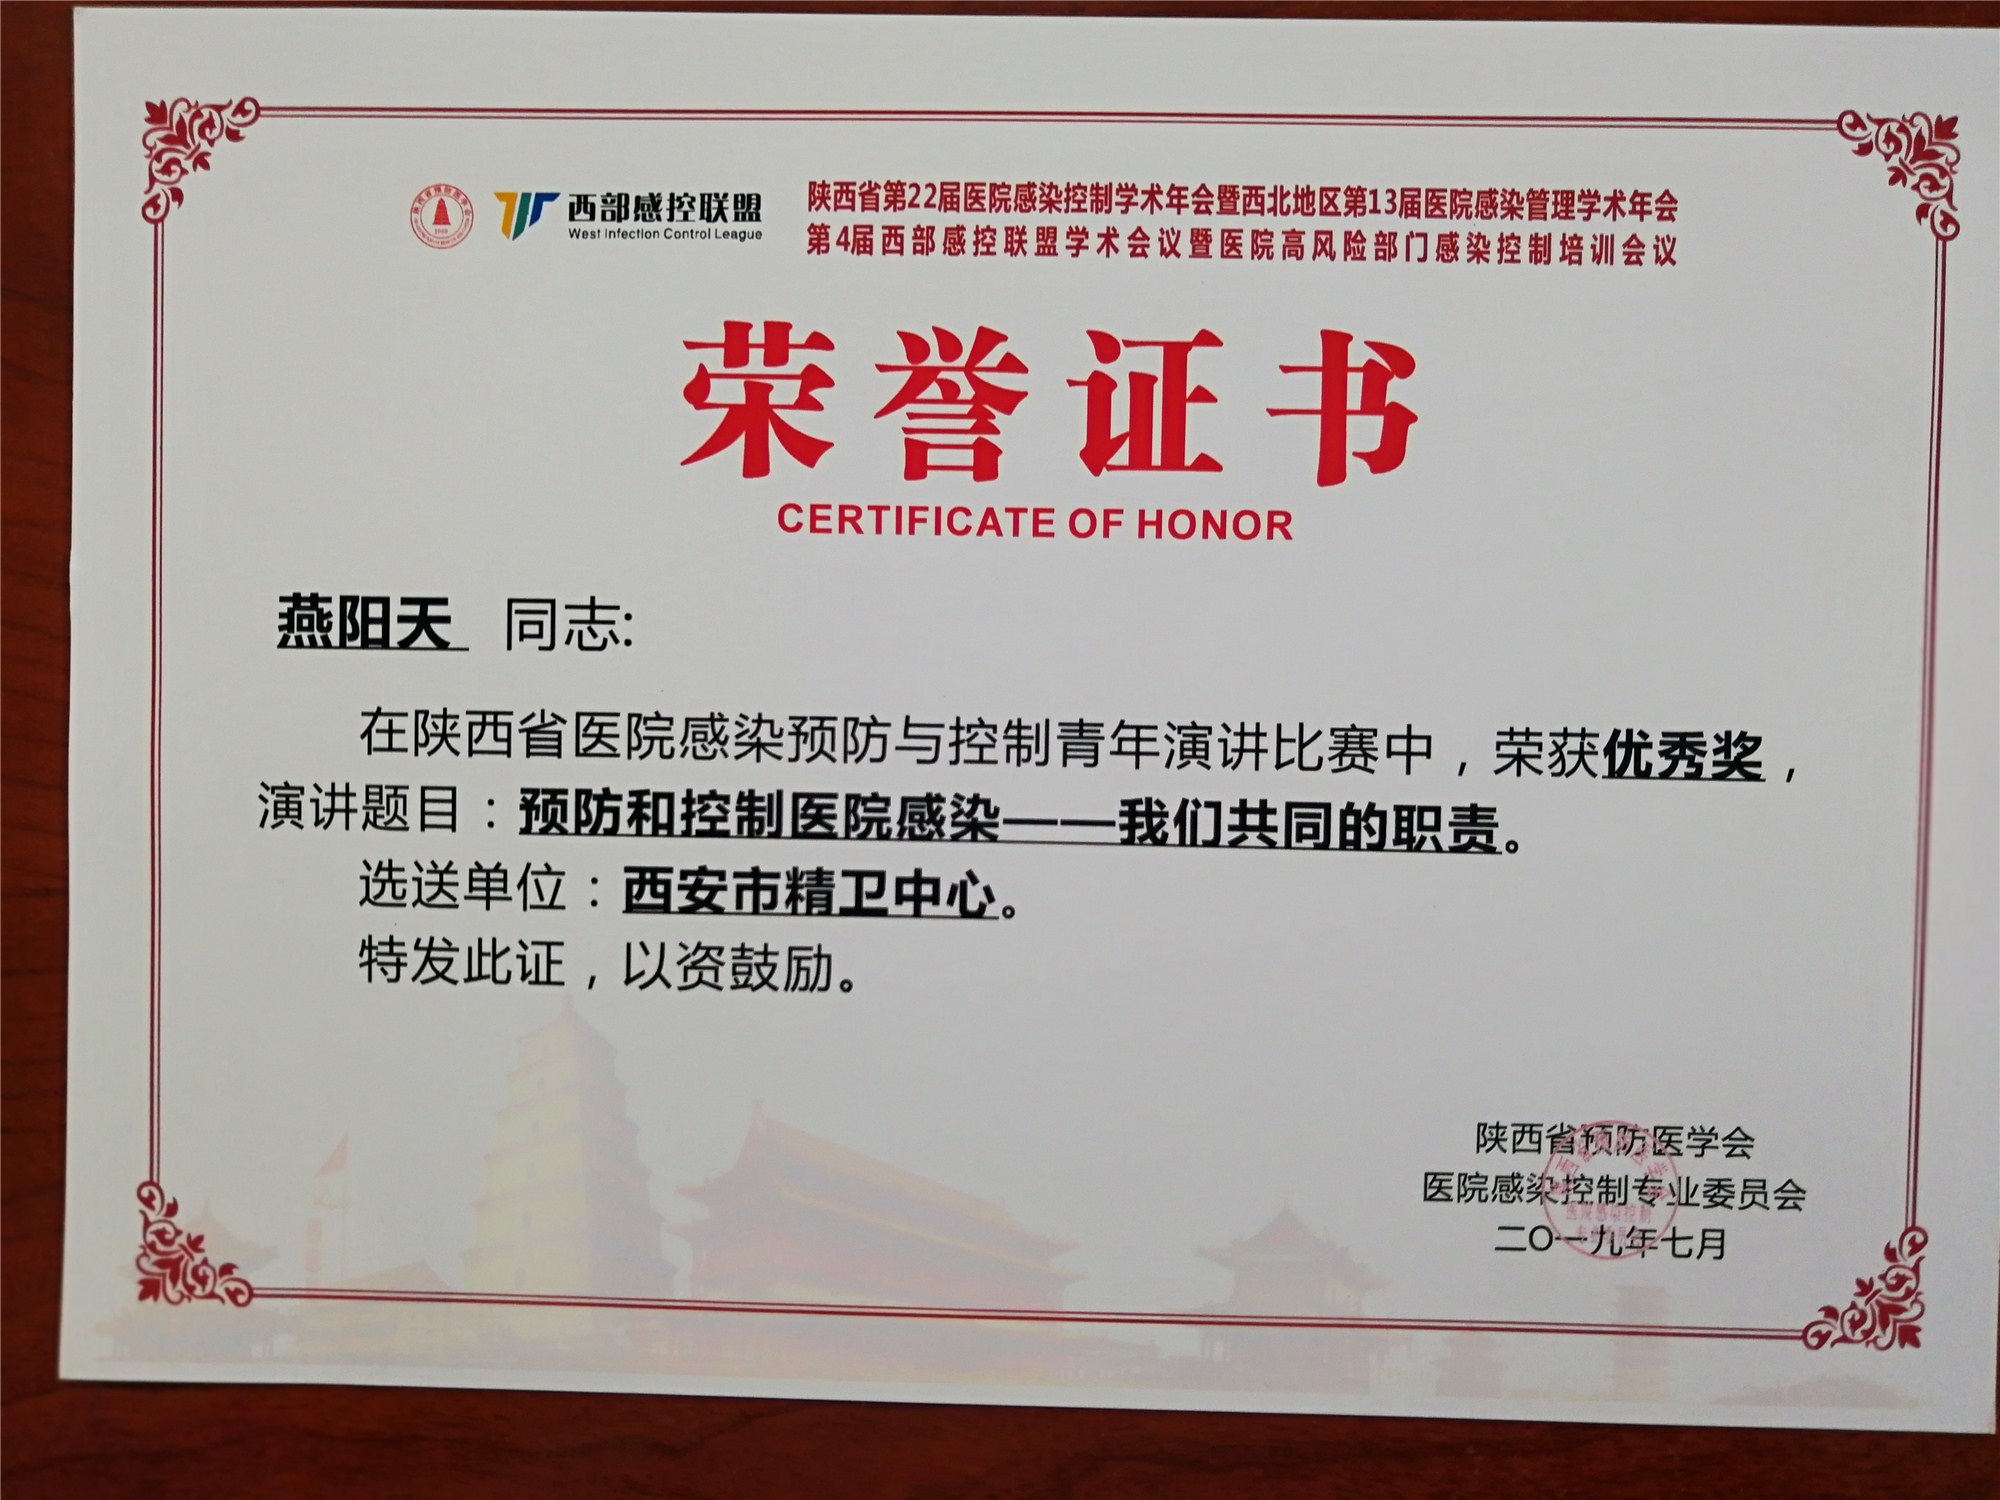 西部感控联盟
West Infection Control League
陕西省第22届医院感染控制学术年会暨西北地区第13届医院感染管理学术年会
第4届西部感控联盟学术会议暨医院高风险部门感染控制培训会议
荣誉证书
CERTIFICATE OF HONOR
燕阳天 同志:
在陕西省医院感染预防与控制青年演讲比赛中，荣获优秀奖，
演讲题目：预防和控制医院感染——我们共同的职责。
选送单位：西安市精卫中心。
特发此证，以资鼓励。
陕西省预防医学会
医院感染控制专业委员会
二〇一九年七月